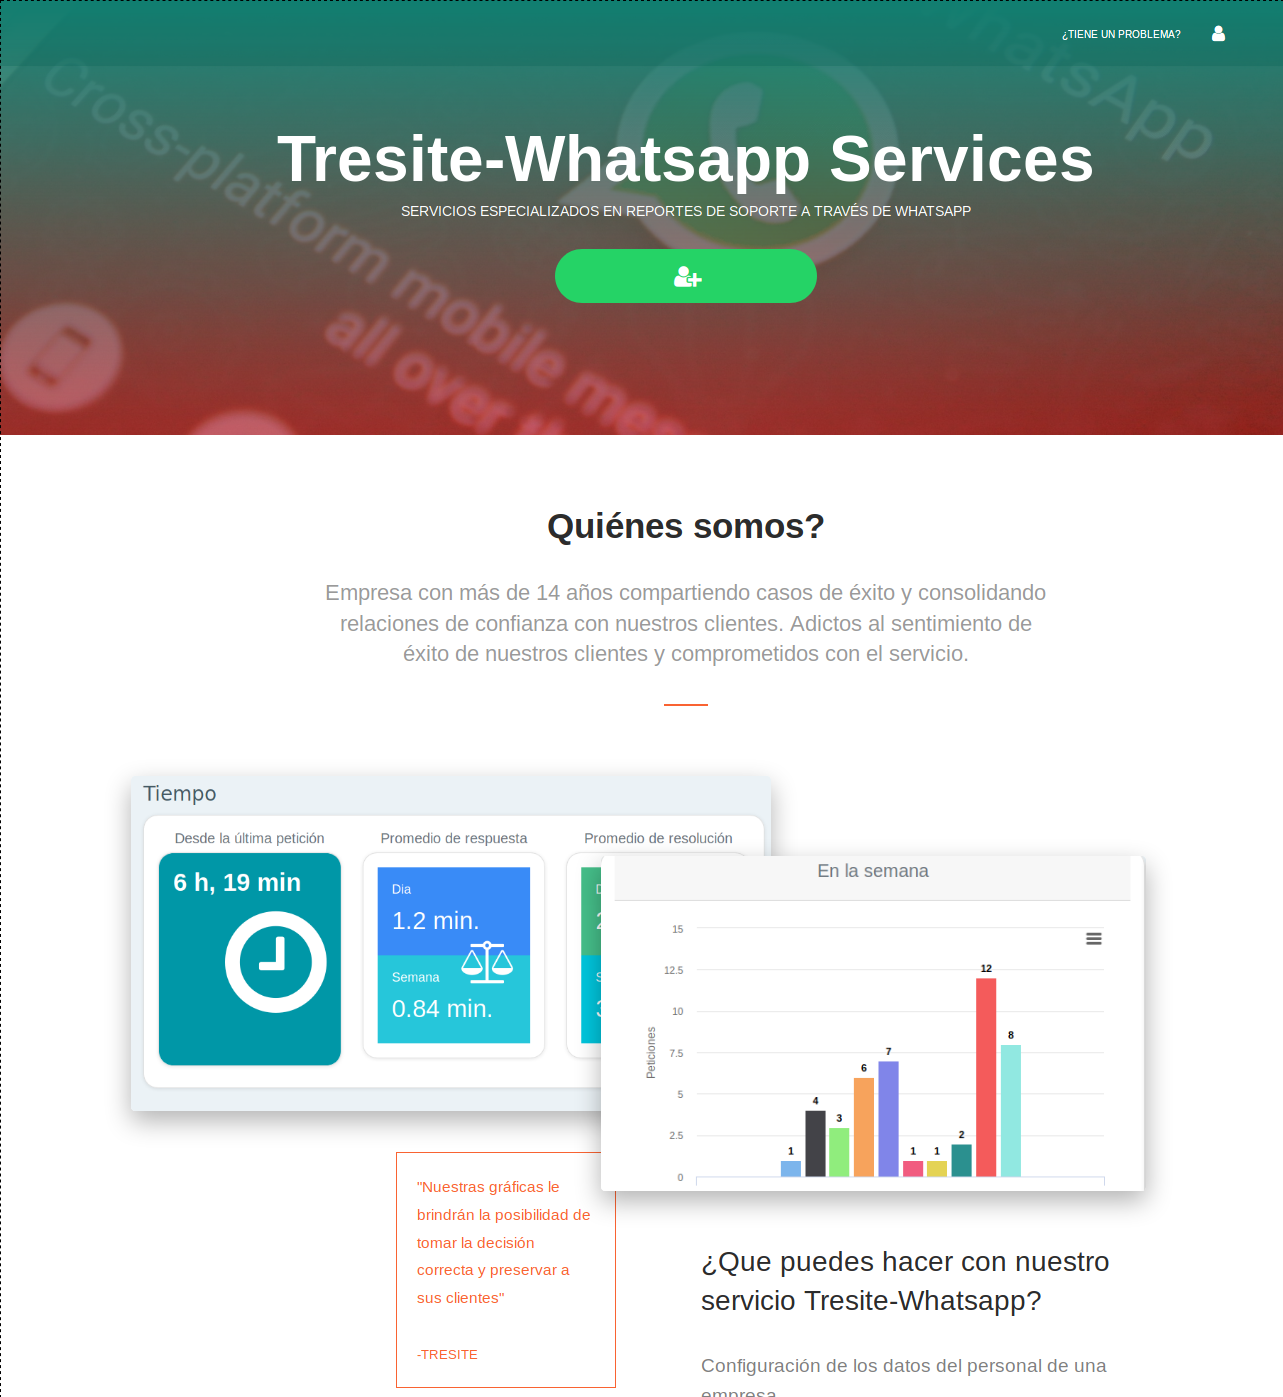 ¿TIENE UN PROBLEMA?
WhatsApp
Cross-platform mobile
all over
Tresite-Whatsapp Services
SERVICIOS ESPECIALIZADOS EN REPORTES DE SOPORTE A TRAVÉS DE WHATSAPP
Quiénes somos?
Empresa con más de 14 años compartiendo casos de éxito y consolidando
relaciones de confianza con nuestros clientes. Adictos al sentimiento de
éxito de nuestros clientes y comprometidos con el servicio.
Tiempo
Desde la última petición
Promedio de respuesta
Promedio de resolución
6 h, 19 min
Dia
1.2 min.
Semana
0.84 min.
En la semana
Peticiones
15
12.5
10
7.5
5
2.5
0
1
4
3
6
7
1
1
2
12
8
"Nuestras gráficas le
brindrán la posibilidad de
tomar la decisión
correcta y preservar a
sus clientes"
-TRESITE
¿Que puedes hacer con nuestro
servicio Tresite-Whatsapp?
Configuración de los datos del personal de una
empresa